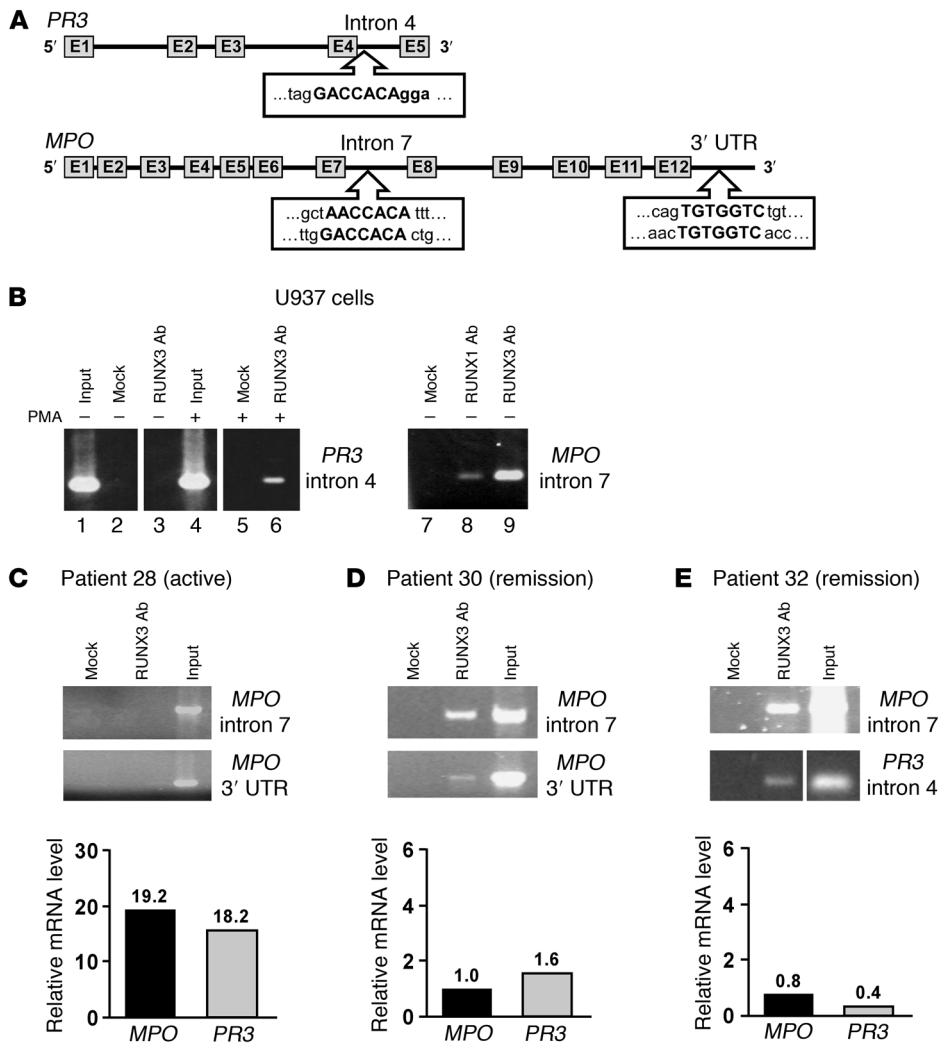 A
PR3
Intron 4
5′ E1 E2 E3 E4 E5 3′
...tagGACCACAgga ...
MPO
Intron 7
3′ UTR
5′ E1 E2 E3 E4 E5 E6 E7 E8 E9 E10 E11 E12 3′
...gctAACCACA ttt...
...ttgGACCACA ctg...
...cagTGTGGTC tgt...
...aacTGTGGTC acc...
B
U937 cells
Input
Mock
RUNX3 Ab
Input
Mock
RUNX3 Ab
PMA – – – + + +
PR3
intron 4
1 2 3 4 5 6
Mock
RUNX1 Ab
RUNX3 Ab
– – –
MPO
intron 7
7 8 9
C Patient 28 (active)
Mock
RUNX3 Ab
Input
MPO
intron 7
MPO
3′ UTR
Relative mRNA level
30
20
10
0
19.2
18.2
MPO PR3
D Patient 30 (remission)
Mock
RUNX3 Ab
Input
MPO
intron 7
MPO
3′ UTR
Relative mRNA level
6
4
2
0
1.0
1.6
MPO PR3
E Patient 32 (remission)
Mock
RUNX3 Ab
Input
MPO
intron 7
PR3
intron 4
Relative mRNA level
6
4
2
0
0.8
0.4
MPO PR3